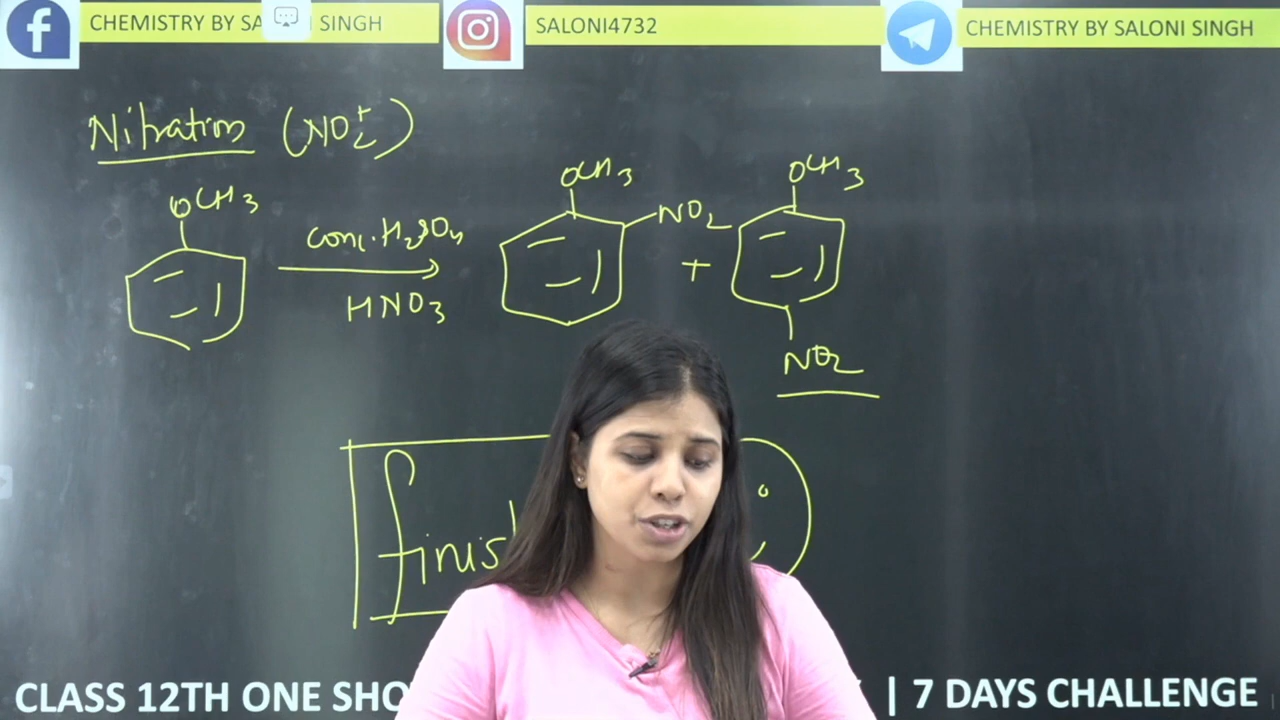 CHEMISTRY BY SA SINGH
SALONI4732
CHEMISTRY BY SALONI SINGH
Nitration (NO2+)
OCH3
conc. H2SO4
HNO3
OCH3
NO2
+
OCH3
NO2
finis
CLASS 12TH ONE SHO
| 7 DAYS CHALLENGE